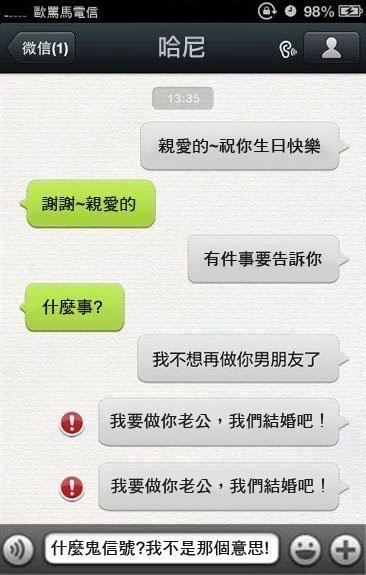 歐罵馬電信
98%
微信(1)
哈尼
13:35
親愛的~祝你生日快樂
謝謝~親愛的
有件事要告訴你
什麼事?
我不想再做你男朋友了
我要做你老公，我們結婚吧！
我要做你老公，我們結婚吧！
什麼鬼信號?我不是那個意思!